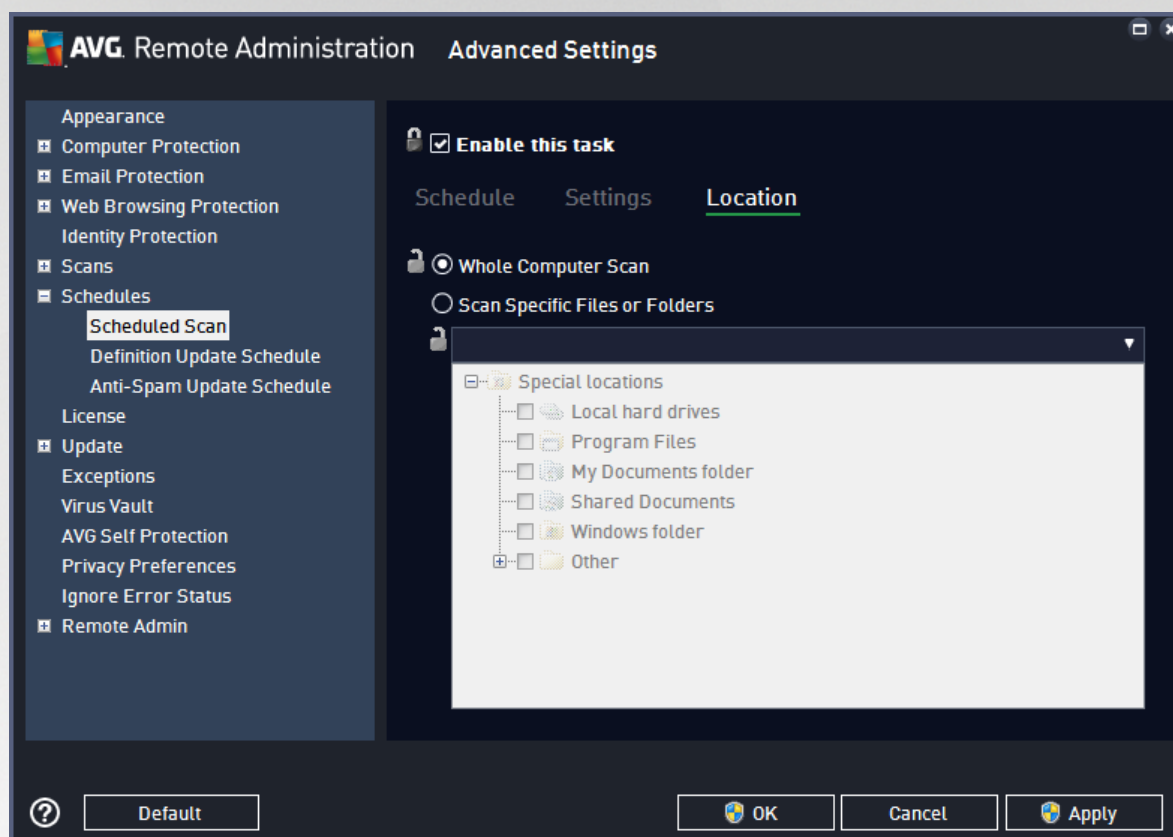 AVG. Remote Administration Advanced Settings
Appearance
Computer Protection
Email Protection
Web Browsing Protection
Identity Protection
Scans
Schedules
Scheduled Scan
Definition Update Schedule
Anti-Spam Update Schedule
License
Update
Exceptions
Virus Vault
AVG Self Protection
Privacy Preferences
Ignore Error Status
Remote Admin
Enable this task
Schedule Settings Location
Whole Computer Scan
Scan Specific Files or Folders
Special locations
Local hard drives
Program Files
My Documents folder
Shared Documents
Windows folder
Other
? Default OK Cancel Apply